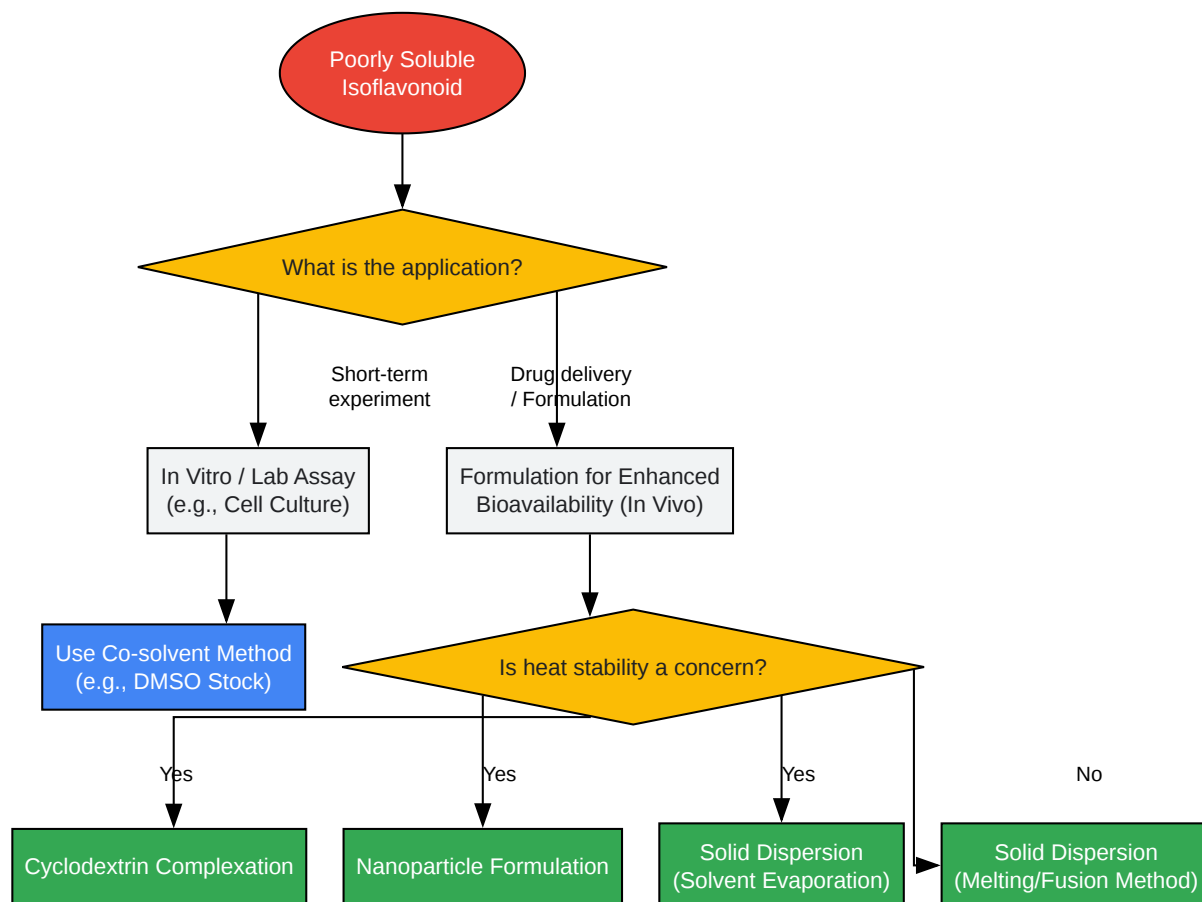 Poorly Soluble
Isoflavonoid
What is the application?
Short-term
experiment
Drug delivery
/ Formulation
In Vitro / Lab Assay
(e.g., Cell Culture)
Formulation for Enhanced
Bioavailability (In Vivo)
Use Co-solvent Method
(e.g., DMSO Stock)
Is heat stability a concern?
Yes
Yes
Yes
No
Cyclodextrin Complexation
Nanoparticle Formulation
Solid Dispersion
(Solvent Evaporation)
Solid Dispersion
(Melting/Fusion Method)